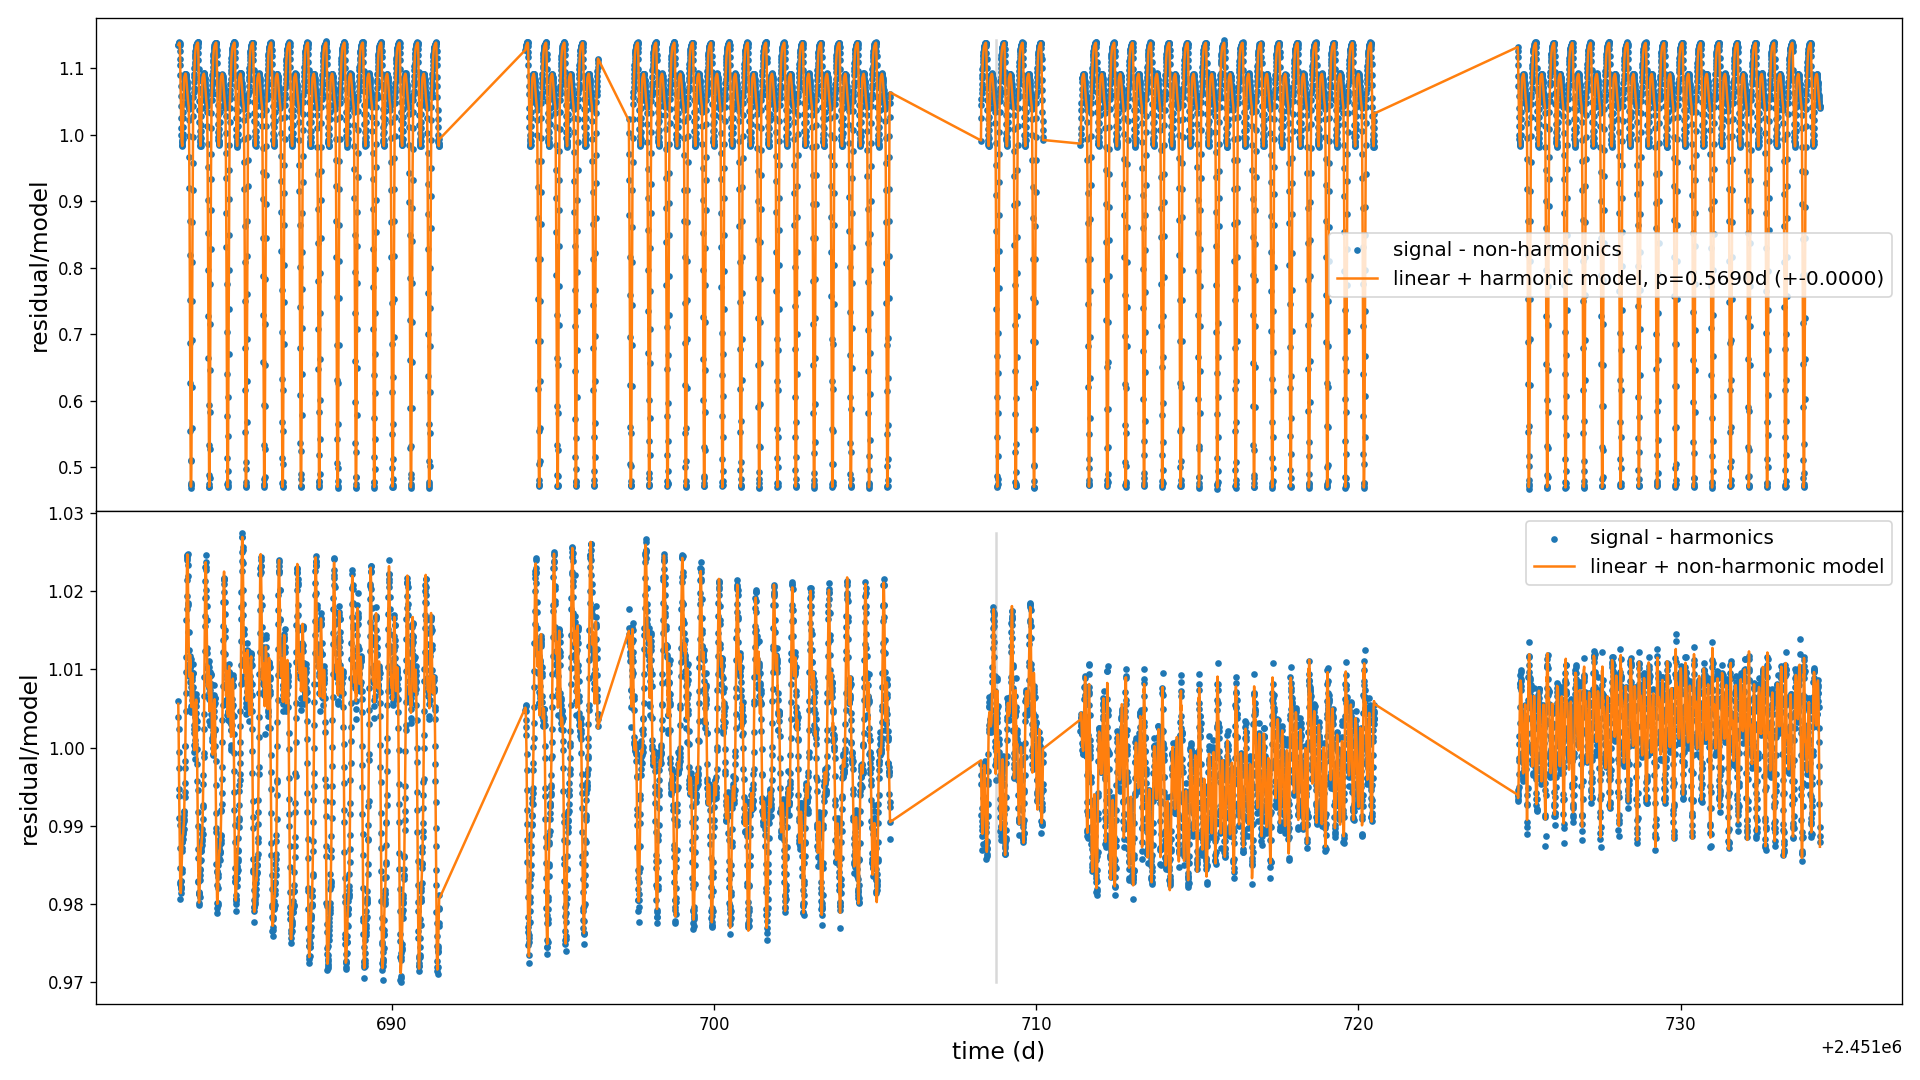 1.1
1.0
0.9
0.8
0.7
0.6
0.5
residual/model
signal - non-harmonics
linear + harmonic model, p=0.5690d (+-0.0000)
1.03
1.02
1.01
1.00
0.99
0.98
0.97
residual/model
signal - harmonics
linear + non-harmonic model
690
700
710
720
730
time (d)
+2.451e6